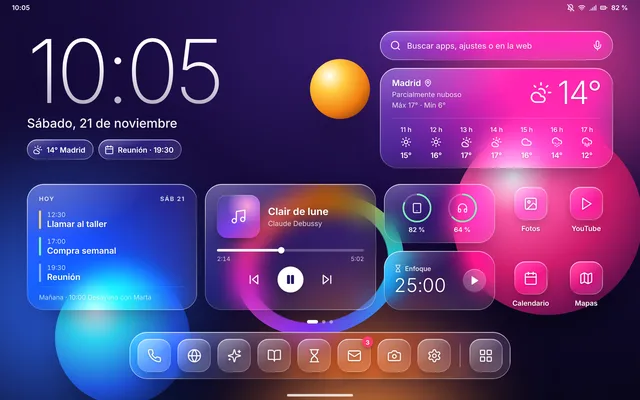 10:05
82 %
10:05
Sábado, 21 de noviembre
14° Madrid
Reunión · 19:30
Buscar apps, ajustes o en la web
Madrid
Parcialmente nuboso
Máx 17° · Mín 6°
14°
11 h 12 h 13 h 14 h 15 h 16 h 17 h
15° 16° 17° 17° 16° 14° 12°
HOY SÁB 21
12:30
Llamar al taller
17:00
Compra semanal
19:30
Reunión
Mañana · 10:00 Desayuno con Marta
Clair de lune
Claude Debussy
2:14 5:02
82 % 64 %
Enfoque
25:00
Fotos YouTube
Calendario Mapas
3